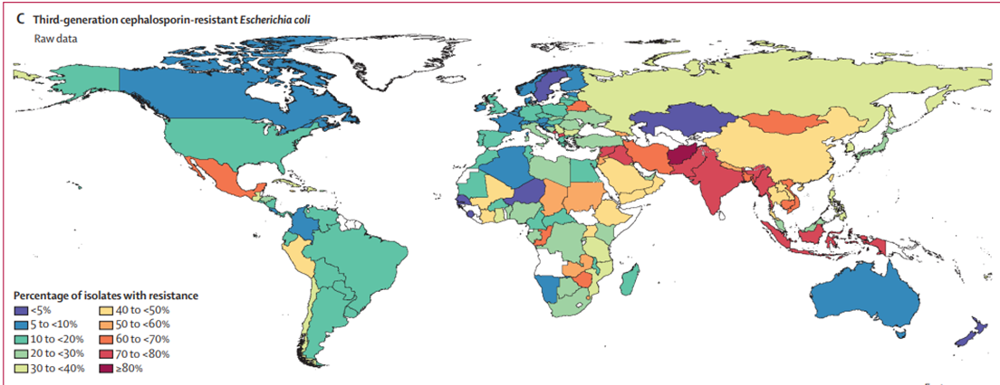 C Third-generation cephalosporin-resistant Escherichia coli
Raw data
Percentage of isolates with resistance
<5%
5 to <10%
10 to <20%
20 to <30%
30 to <40%
40 to <50%
50 to <60%
60 to <70%
70 to <80%
≥80%